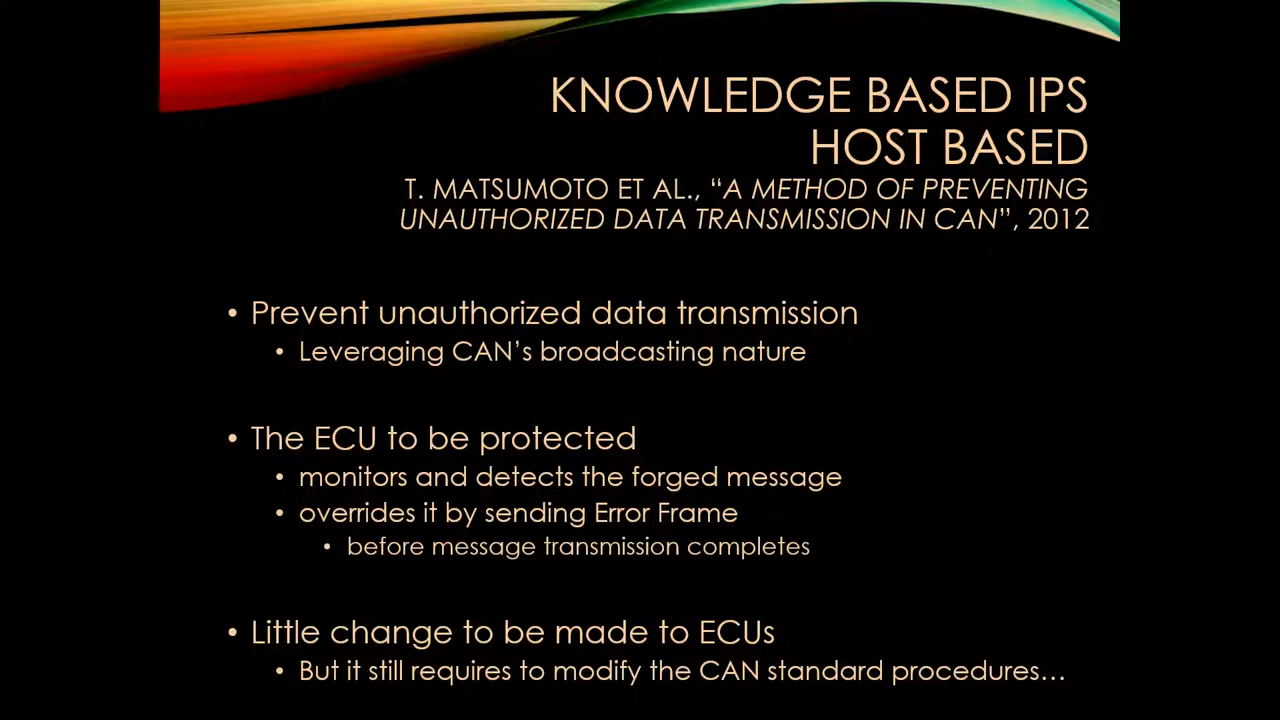 KNOWLEDGE BASED IPS
HOST BASED
T. MATSUMOTO ET AL., “A METHOD OF PREVENTING
UNAUTHORIZED DATA TRANSMISSION IN CAN”, 2012
• Prevent unauthorized data transmission
• Leveraging CAN’s broadcasting nature
• The ECU to be protected
• monitors and detects the forged message
• overrides it by sending Error Frame
• before message transmission completes
• Little change to be made to ECUs
• But it still requires to modify the CAN standard procedures…